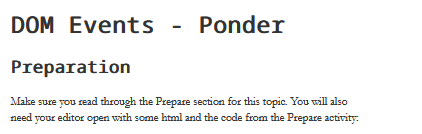 DOM Events - Ponder
Preparation
Make sure you read through the Prepare section for this topic. You will also
need your editor open with some html and the code from the Prepare activity: